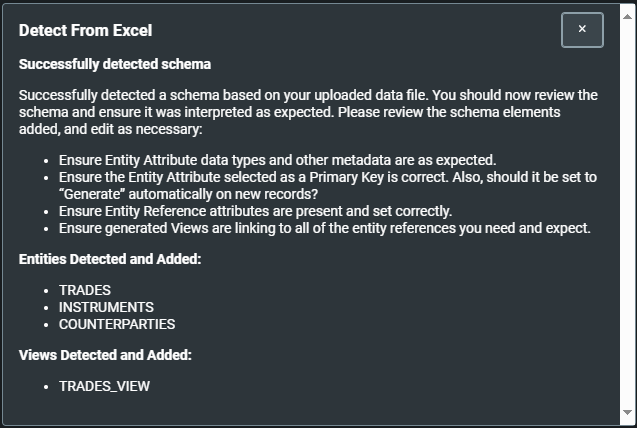 Detect From Excel
×
Successfully detected schema
Successfully detected a schema based on your uploaded data file. You should now review the
schema and ensure it was interpreted as expected. Please review the schema elements
added, and edit as necessary:
• Ensure Entity Attribute data types and other metadata are as expected.
• Ensure the Entity Attribute selected as a Primary Key is correct. Also, should it be set to
“Generate” automatically on new records?
• Ensure Entity Reference attributes are present and set correctly.
• Ensure generated Views are linking to all of the entity references you need and expect.
Entities Detected and Added:
• TRADES
• INSTRUMENTS
• COUNTERPARTIES
Views Detected and Added:
• TRADES_VIEW